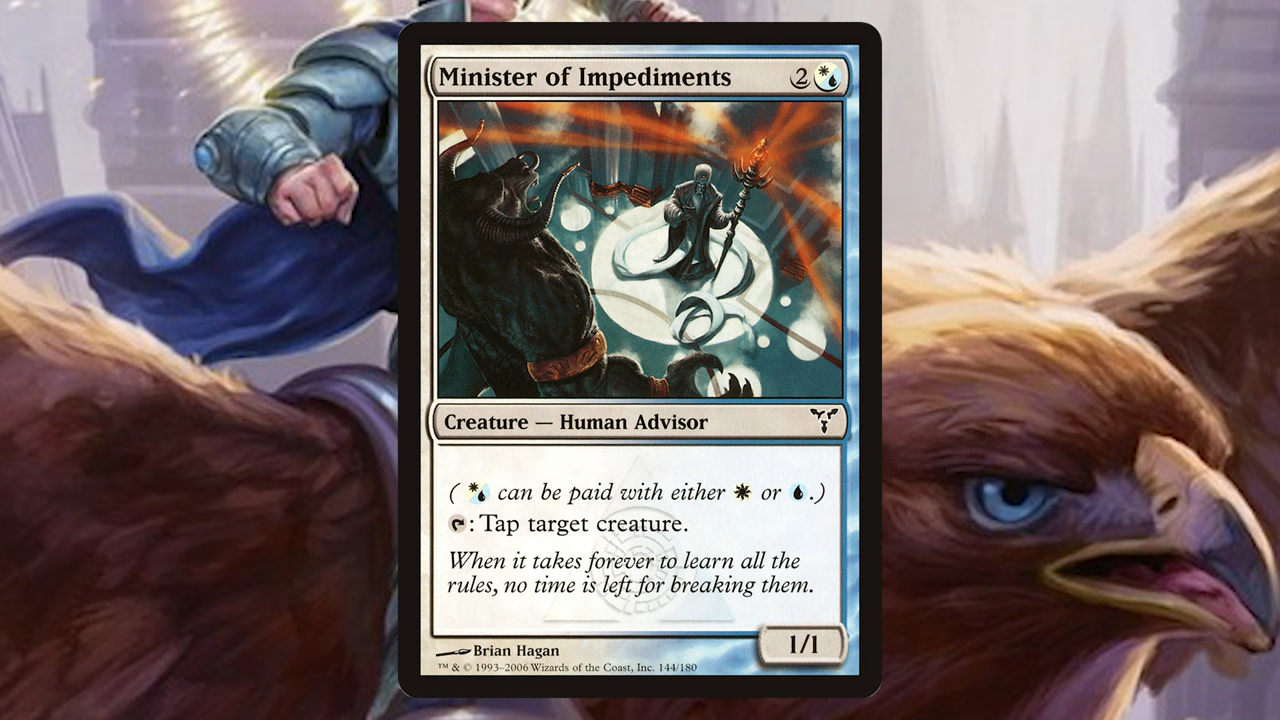 Minister of Impediments 2
Creature — Human Advisor
( can be paid with either or .)
: Tap target creature.
When it takes forever to learn all the
rules, no time is left for breaking them.
1/1
Brian Hagan
™ & © 1993–2006 Wizards of the Coast, Inc. 144/180